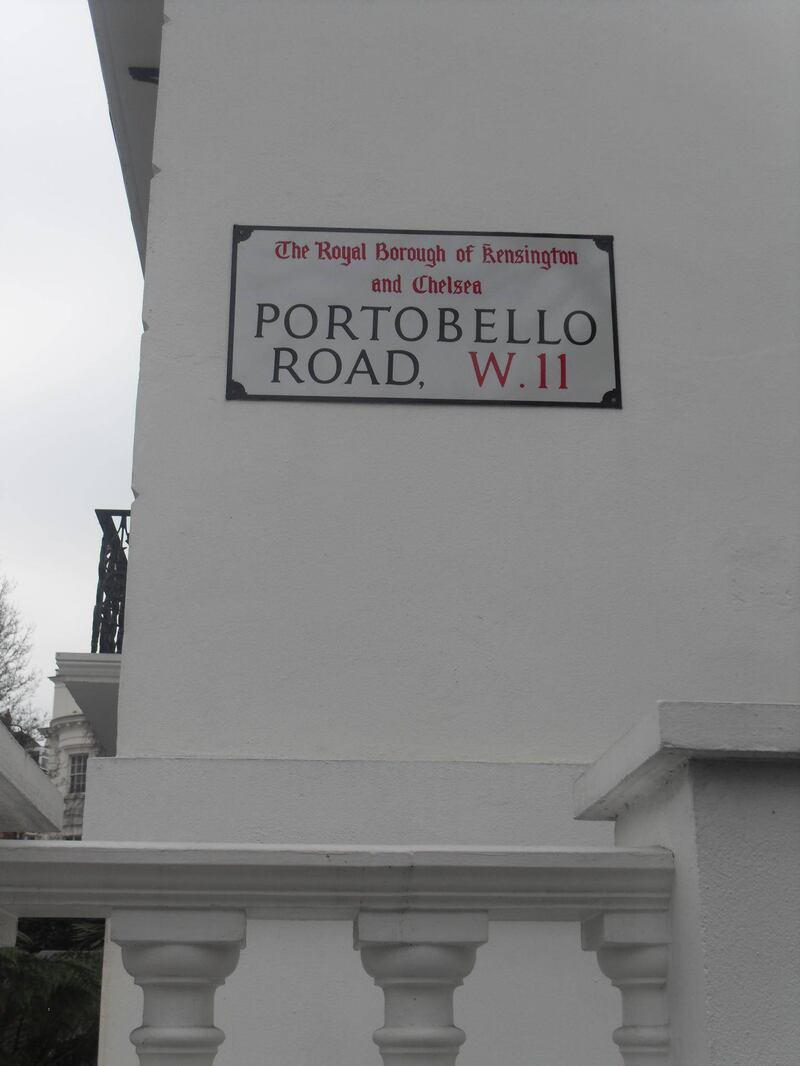 The Royal Borough of Kensington
and Chelsea
PORTOBELLO
ROAD, W.11